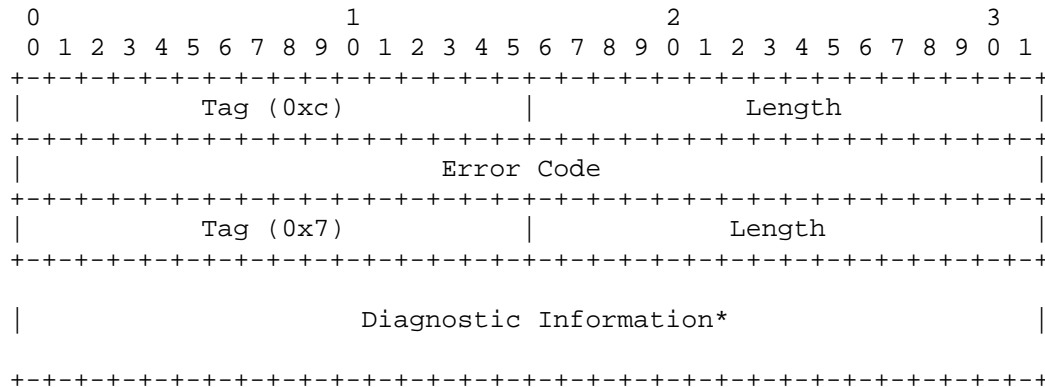 0                   1                   2                   3
 0 1 2 3 4 5 6 7 8 9 0 1 2 3 4 5 6 7 8 9 0 1 2 3 4 5 6 7 8 9 0 1
+-+-+-+-+-+-+-+-+-+-+-+-+-+-+-+-+-+-+-+-+-+-+-+-+-+-+-+-+-+-+-+-+
|           Tag (0xc)           |             Length            |
+-+-+-+-+-+-+-+-+-+-+-+-+-+-+-+-+-+-+-+-+-+-+-+-+-+-+-+-+-+-+-+-+
|                          Error Code                           |
+-+-+-+-+-+-+-+-+-+-+-+-+-+-+-+-+-+-+-+-+-+-+-+-+-+-+-+-+-+-+-+-+
|           Tag (0x7)           |            Length             |
+-+-+-+-+-+-+-+-+-+-+-+-+-+-+-+-+-+-+-+-+-+-+-+-+-+-+-+-+-+-+-+-+
|                     Diagnostic Information*                   |
+-+-+-+-+-+-+-+-+-+-+-+-+-+-+-+-+-+-+-+-+-+-+-+-+-+-+-+-+-+-+-+-+